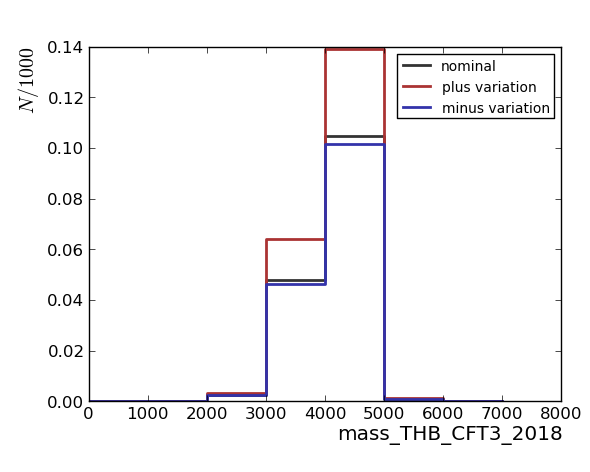 N/1000
0.14
0.12
0.10
0.08
0.06
0.04
0.02
0.00
nominal
plus variation
minus variation
0 1000 2000 3000 4000 5000 6000 7000 8000
mass_THB_CFT3_2018